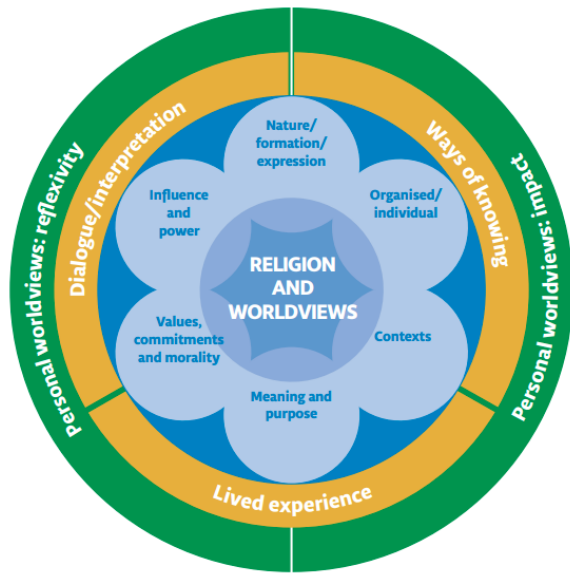 Personal worldviews: reflexivity
Personal worldviews: impact
Dialogue/interpretation
Ways of knowing
Lived experience
Nature/
formation/
expression
Organised/
individual
Contexts
Meaning and
purpose
Values,
commitments
and morality
Influence
and
power
RELIGION
AND
WORLDVIEWS